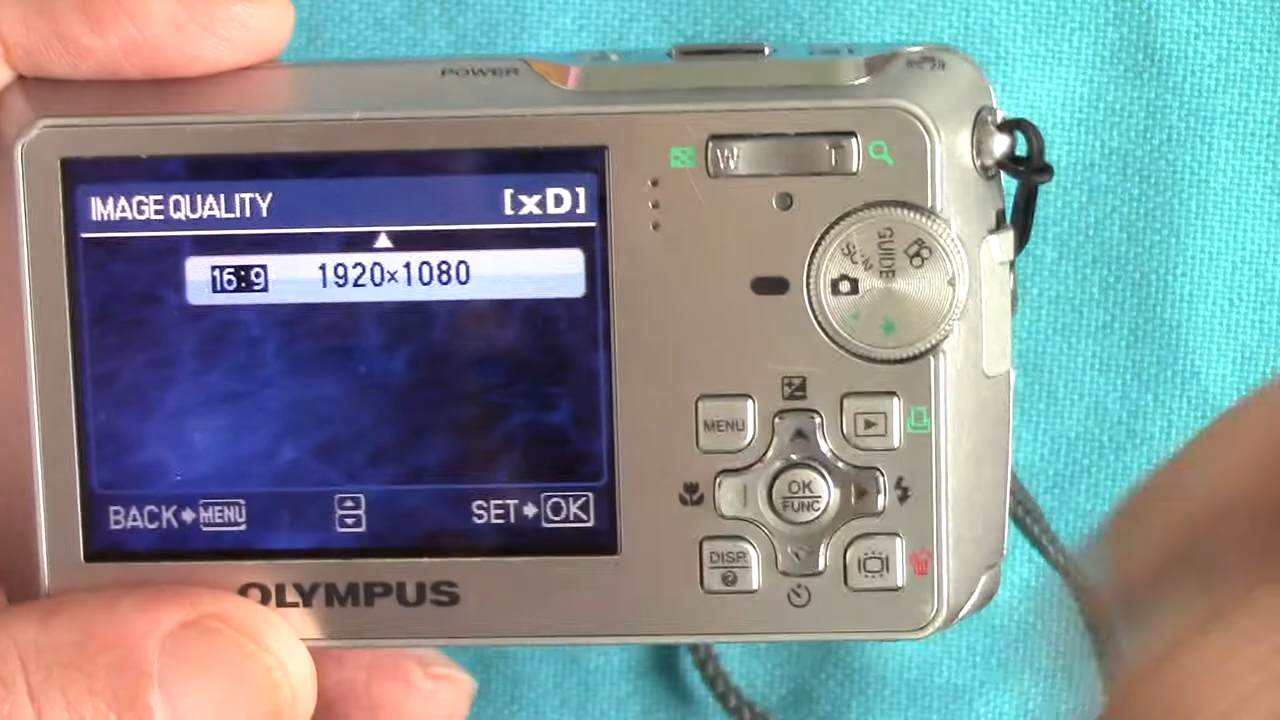 POWER
IMAGE QUALITY [xD]
16:9 1920×1080
BACK MENU SET OK
W T
GUIDE
SCN
MENU
OK
FUNC
DISP.
OLYMPUS